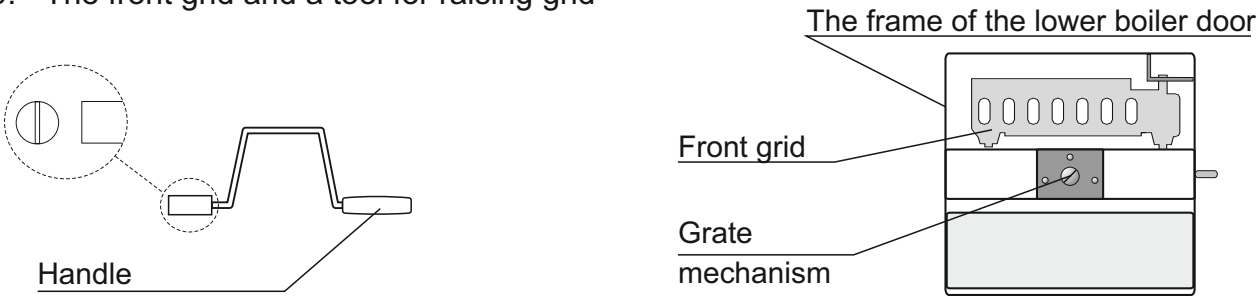 The front grid and a tool for raising grid
The frame of the lower boiler door
Front grid
Grate
mechanism
Handle